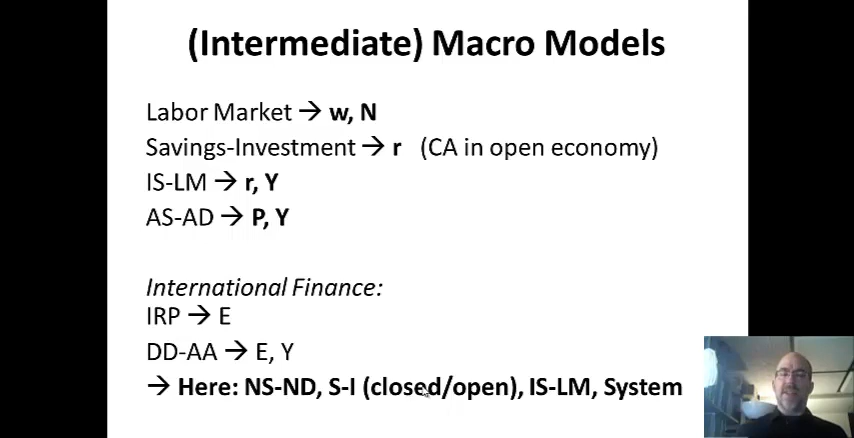 (Intermediate) Macro Models
Labor Market → w, N
Savings-Investment → r (CA in open economy)
IS-LM → r, Y
AS-AD → P, Y
International Finance:
IRP → E
DD-AA → E, Y
→ Here: NS-ND, S-I (closed/open), IS-LM, System